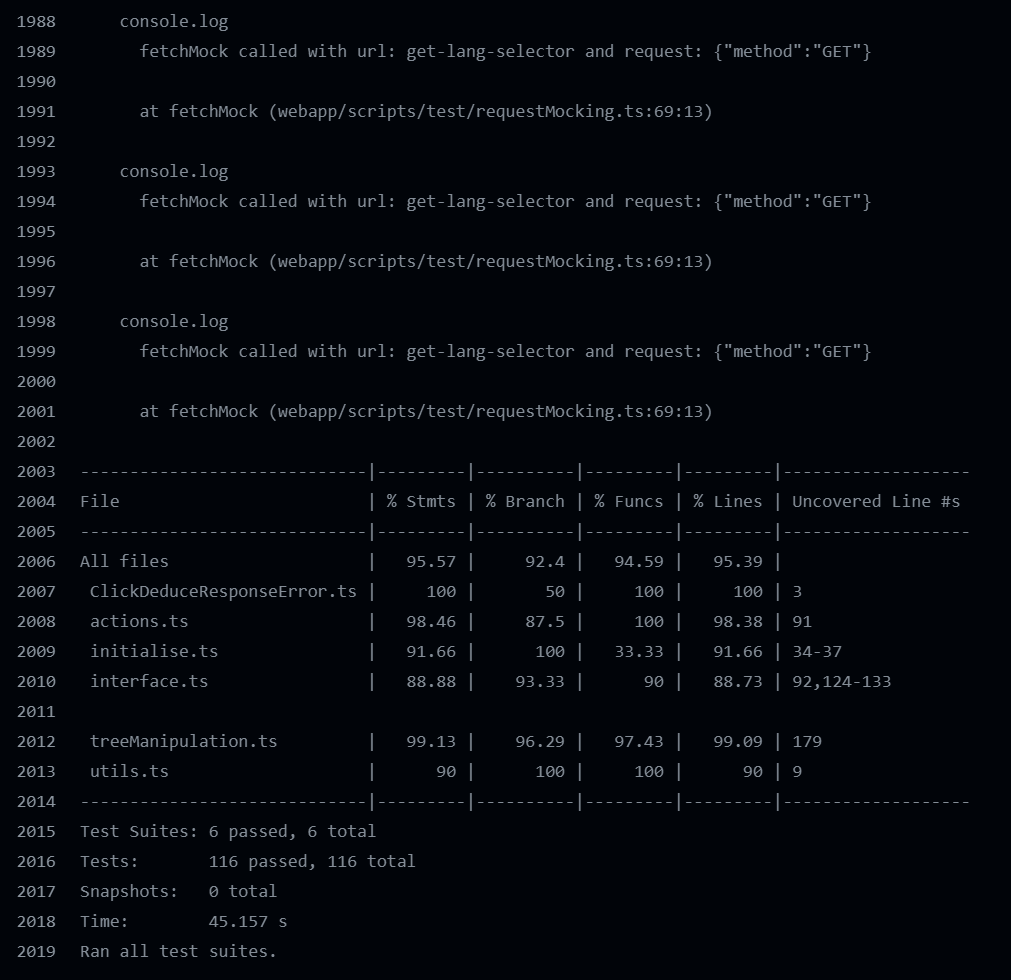 1988 console.log
1989 fetchMock called with url: get-lang-selector and request: {"method":"GET"}
1990
1991 at fetchMock (webapp/scripts/test/requestMocking.ts:69:13)
1992
1993 console.log
1994 fetchMock called with url: get-lang-selector and request: {"method":"GET"}
1995
1996 at fetchMock (webapp/scripts/test/requestMocking.ts:69:13)
1997
1998 console.log
1999 fetchMock called with url: get-lang-selector and request: {"method":"GET"}
2000
2001 at fetchMock (webapp/scripts/test/requestMocking.ts:69:13)
2002
2003 -----------------------------|---------|----------|---------|---------|-------------------
2004 File | % Stmts | % Branch | % Funcs | % Lines | Uncovered Line #s
2005 -----------------------------|---------|----------|---------|---------|-------------------
2006 All files | 95.57 | 92.4 | 94.59 | 95.39 |
2007 ClickDeduceResponseError.ts | 100 | 50 | 100 | 100 | 3
2008 actions.ts | 98.46 | 87.5 | 100 | 98.38 | 91
2009 initialise.ts | 91.66 | 100 | 33.33 | 91.66 | 34-37
2010 interface.ts | 88.88 | 93.33 | 90 | 88.73 | 92,124-133
2011
2012 treeManipulation.ts | 99.13 | 96.29 | 97.43 | 99.09 | 179
2013 utils.ts | 90 | 100 | 100 | 90 | 9
2014 -----------------------------|---------|----------|---------|---------|-------------------
2015 Test Suites: 6 passed, 6 total
2016 Tests: 116 passed, 116 total
2017 Snapshots: 0 total
2018 Time: 45.157 s
2019 Ran all test suites.